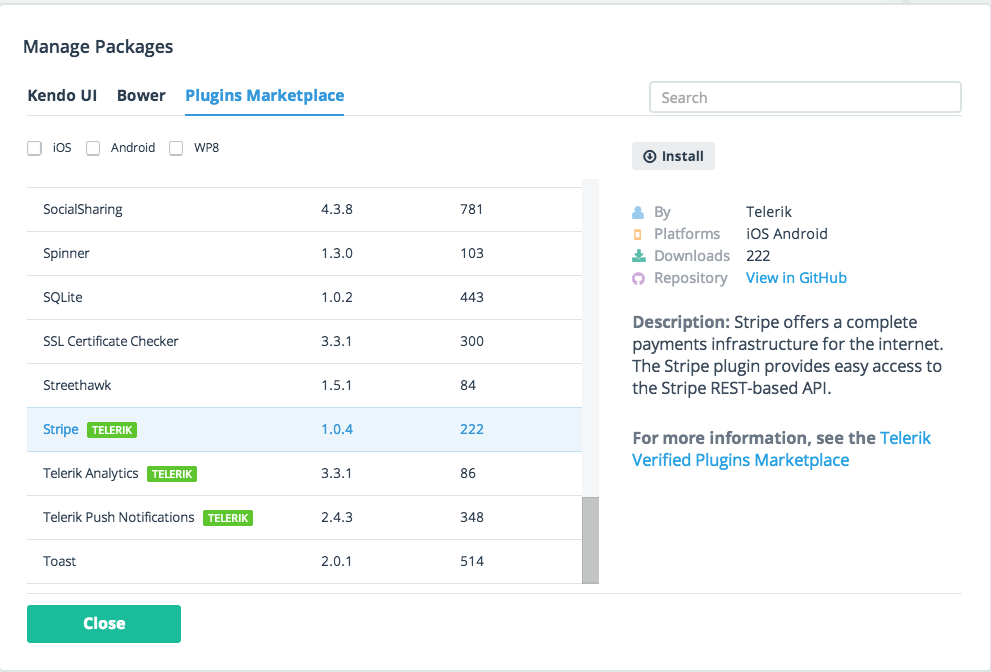 Manage Packages
Kendo UI Bower Plugins Marketplace Search
iOS Android WP8
Install
SocialSharing 4.3.8 781
Spinner 1.3.0 103
SQLite 1.0.2 443
SSL Certificate Checker 3.3.1 300
Streethawk 1.5.1 84
Stripe TELERIK 1.0.4 222
Telerik Analytics TELERIK 3.3.1 86
Telerik Push Notifications TELERIK 2.4.3 348
Toast 2.0.1 514
By Telerik
Platforms iOS Android
Downloads 222
Repository View in GitHub
Description: Stripe offers a complete
payments infrastructure for the internet.
The Stripe plugin provides easy access to
the Stripe REST-based API.
For more information, see the Telerik
Verified Plugins Marketplace
Close